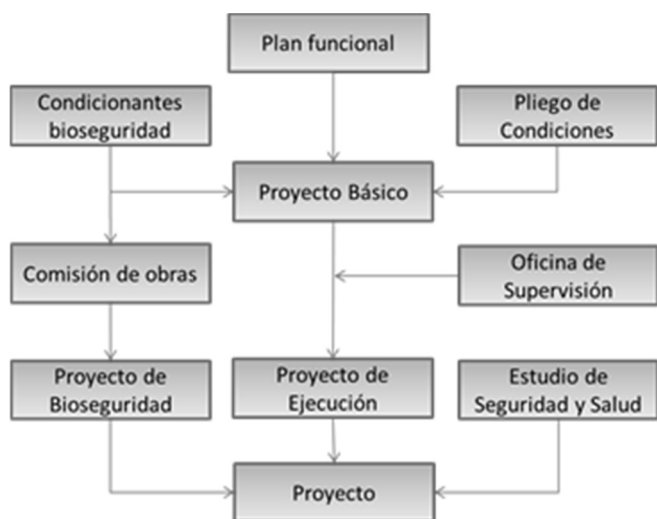 Plan funcional
Condicionantes
bioseguridad
Pliego de
Condiciones
Proyecto Básico
Comisión de obras
Oficina de
Supervisión
Proyecto de
Bioseguridad
Proyecto de
Ejecución
Estudio de
Seguridad y Salud
Proyecto